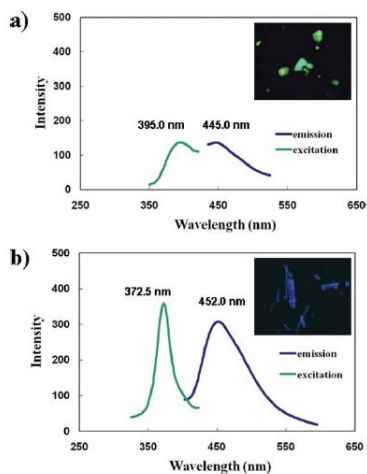 a)
500
400
300
200
100
0
Intensity
395.0 nm
445.0 nm
emission
excitation
250
350
450
550
650
Wavelength (nm)
b)
500
400
300
200
100
0
Intensity
372.5 nm
452.0 nm
emission
excitation
250
350
450
550
650
Wavelength (nm)